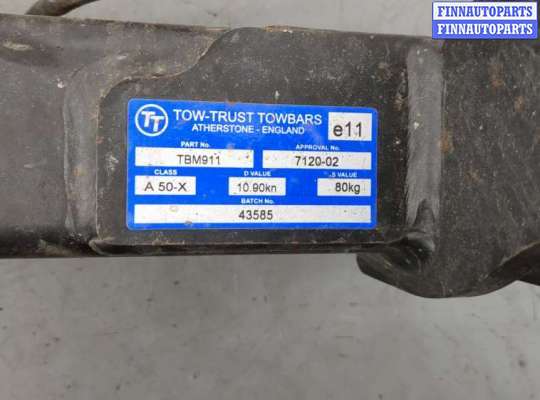 FINNAUTOPARTS
FINNAUTOPARTS
FINNAUTOPARTS
TT TOW-TRUST TOWBARS
ATHERSTONE - ENGLAND
e11
PART No. APPROVAL No.
TBM911 7120-02
CLASS D VALUE S VALUE
A 50-X 10.90kn 80kg
BATCH No.
43585